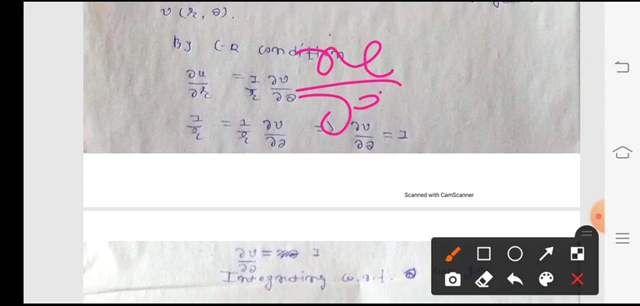 v (r, θ).
By C-R condition
∂u/∂r = 1/r ∂v/∂θ
1/r = 1/r ∂v/∂θ ⇒ ∂v/∂θ = 1
Scanned with CamScanner
∂v/∂θ = 1
Integrating w.r.t. θ